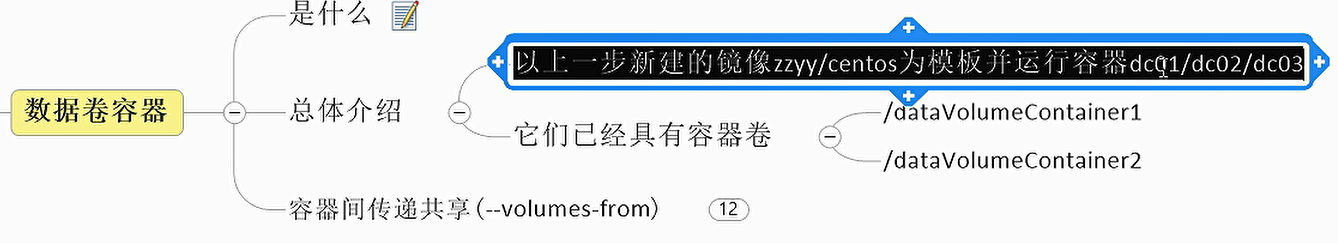 是什么
以上一步新建的镜像zzyy/centos为模板并运行容器dc01/dc02/dc03
数据卷容器
总体介绍
/dataVolumeContainer1
它们已经具有容器卷
/dataVolumeContainer2
容器间传递共享(--volumes-from)
12